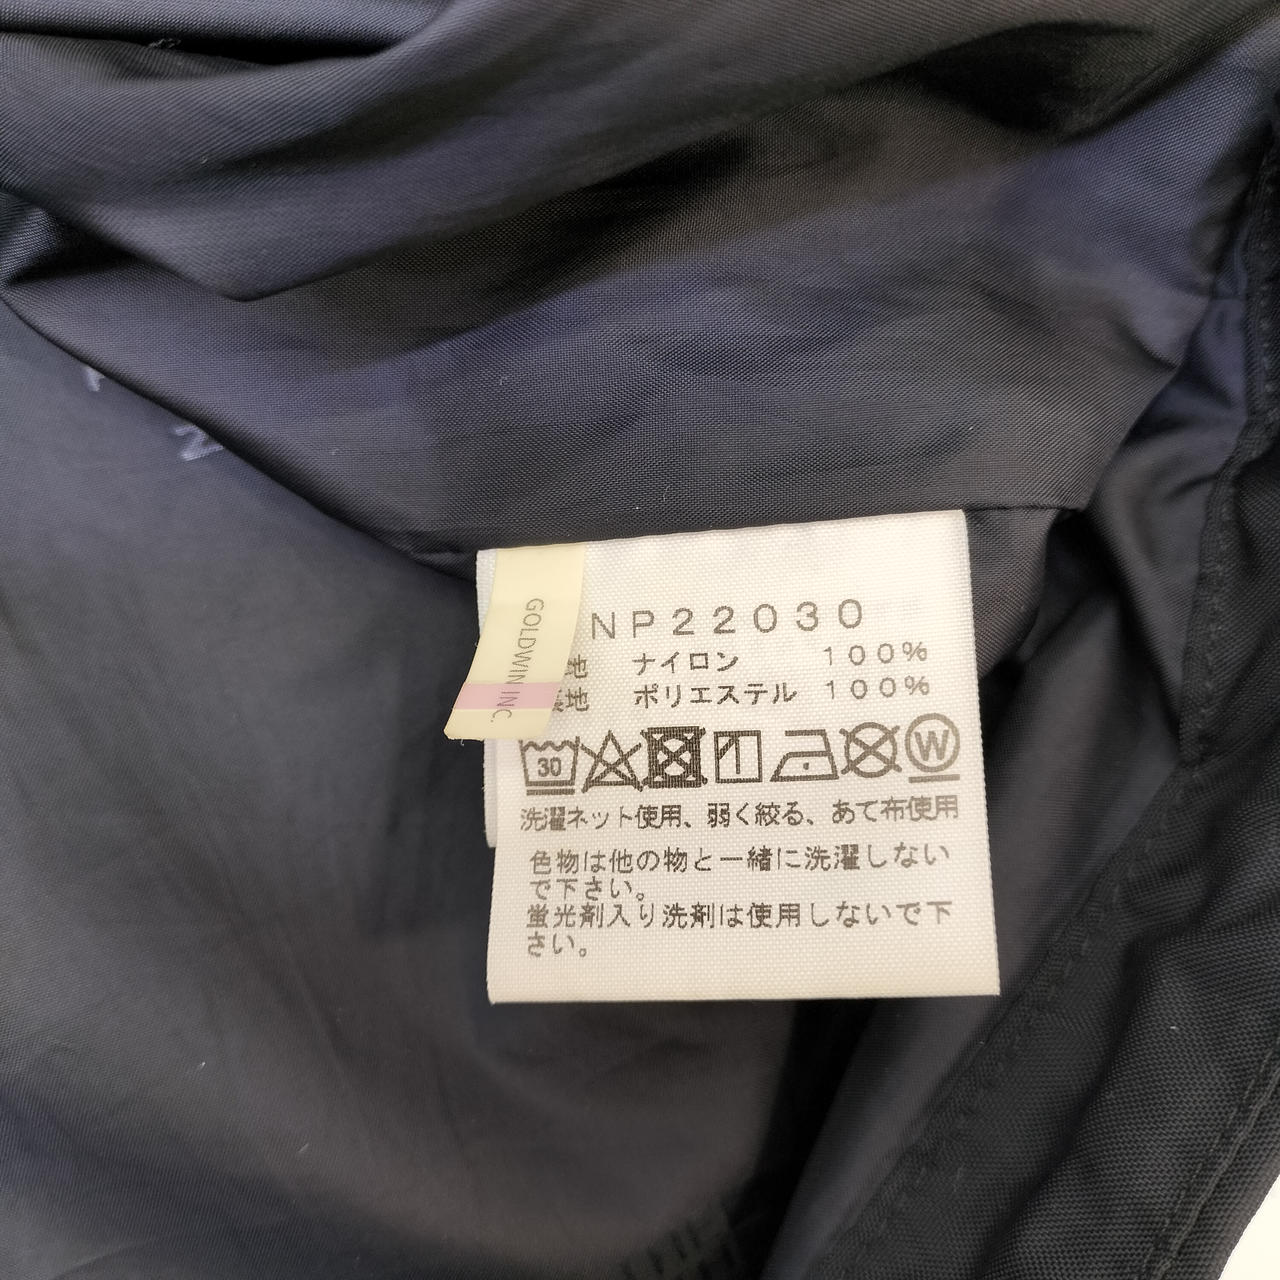 GOLDWIN INC.
NP22030
地 ナイロン 100%
地 ポリエステル 100%
30
W
洗濯ネット使用、弱く絞る、あて布使用
色物は他の物と一緒に洗濯しない
で下さい。
蛍光剤入り洗剤は使用しないで下
さい。